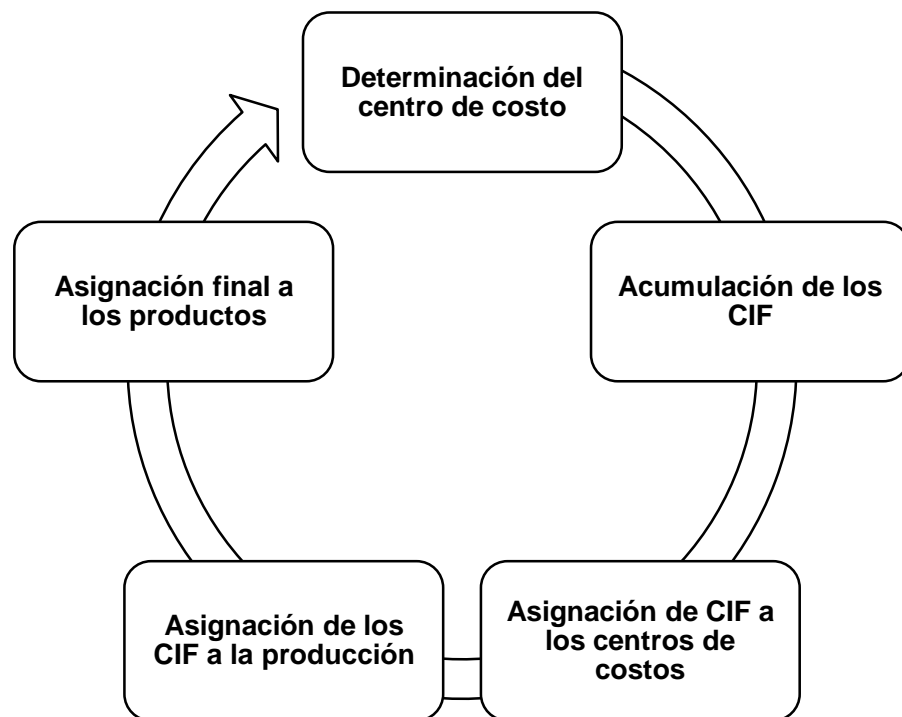 Determinación del
centro de costo
Acumulación de los
CIF
Asignación de CIF a
los centros de
costos
Asignación de los
CIF a la producción
Asignación final a
los productos